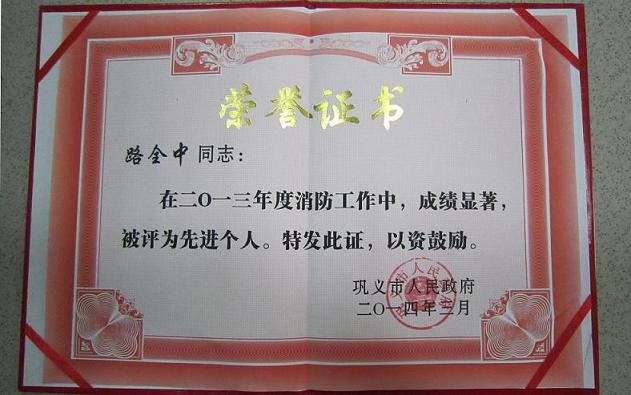 荣誉证书
路全中同志：
在二〇一三年度消防工作中，成绩显著，
被评为先进个人。特发此证，以资鼓励。
巩义市人民政府
二〇一四年三月